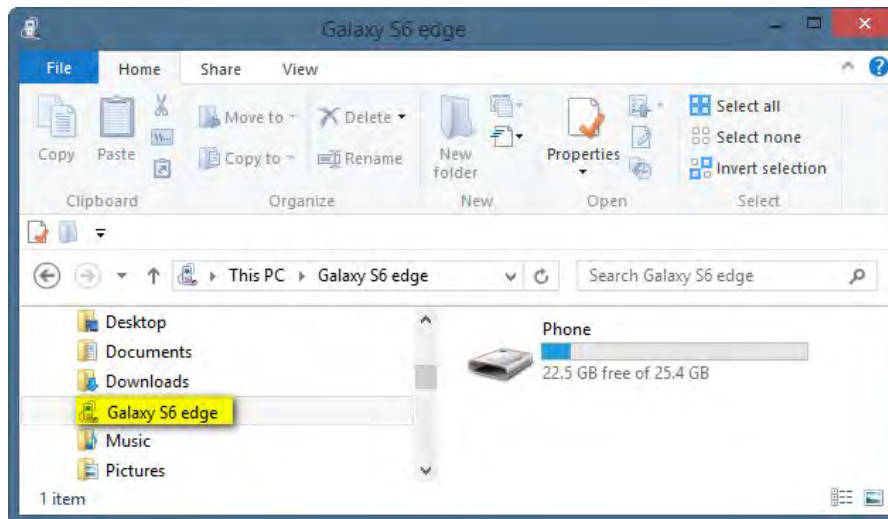 Galaxy S6 edge
File Home Share View
Copy
Paste
W...
Move to
Copy to
Delete
Rename
New
folder
Properties
Select all
Select none
Invert selection
Clipboard Organize New Open Select
This PC Galaxy S6 edge
Search Galaxy S6 edge
Desktop
Documents
Downloads
Galaxy S6 edge
Music
Pictures
Phone
22.5 GB free of 25.4 GB
1 item